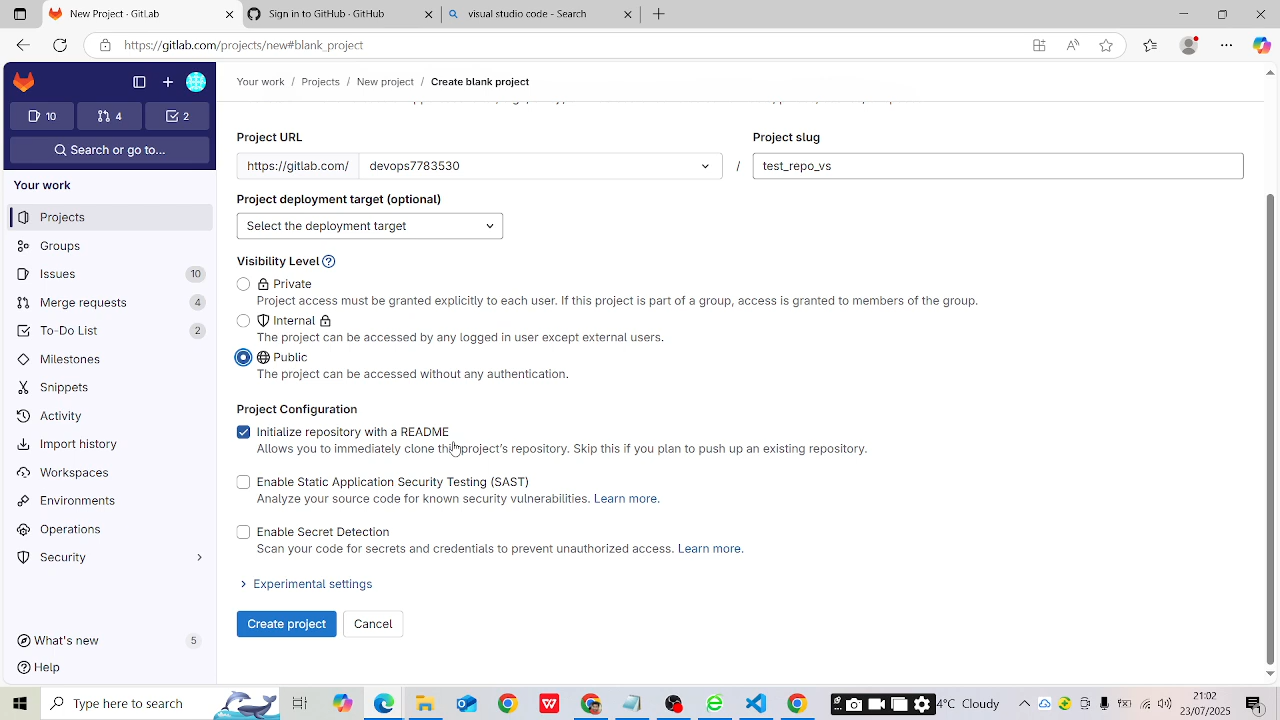 New Project · GitLab
Sign in to GitHub · GitHub
visual studio code - Search
https://gitlab.com/projects/new#blank_project
10
4
2
Search or go to...
Your work
Projects
Groups
Issues 10
Merge requests 4
To-Do List 2
Milestones
Snippets
Activity
Import history
Workspaces
Environments
Operations
Security
What's new 5
Help
Your work / Projects / New project / Create blank project
Project URL
https://gitlab.com/ devops7783530
/
Project slug
test_repo_vs
Project deployment target (optional)
Select the deployment target
Visibility Level
Private
Project access must be granted explicitly to each user. If this project is part of a group, access is granted to members of the group.
Internal
The project can be accessed by any logged in user except external users.
Public
The project can be accessed without any authentication.
Project Configuration
Initialize repository with a README
Allows you to immediately clone this project's repository. Skip this if you plan to push up an existing repository.
Enable Static Application Security Testing (SAST)
Analyze your source code for known security vulnerabilities. Learn more.
Enable Secret Detection
Scan your code for secrets and credentials to prevent unauthorized access. Learn more.
Experimental settings
Create project
Cancel
Type here to search
4°C Cloudy
21:02
23/07/2025